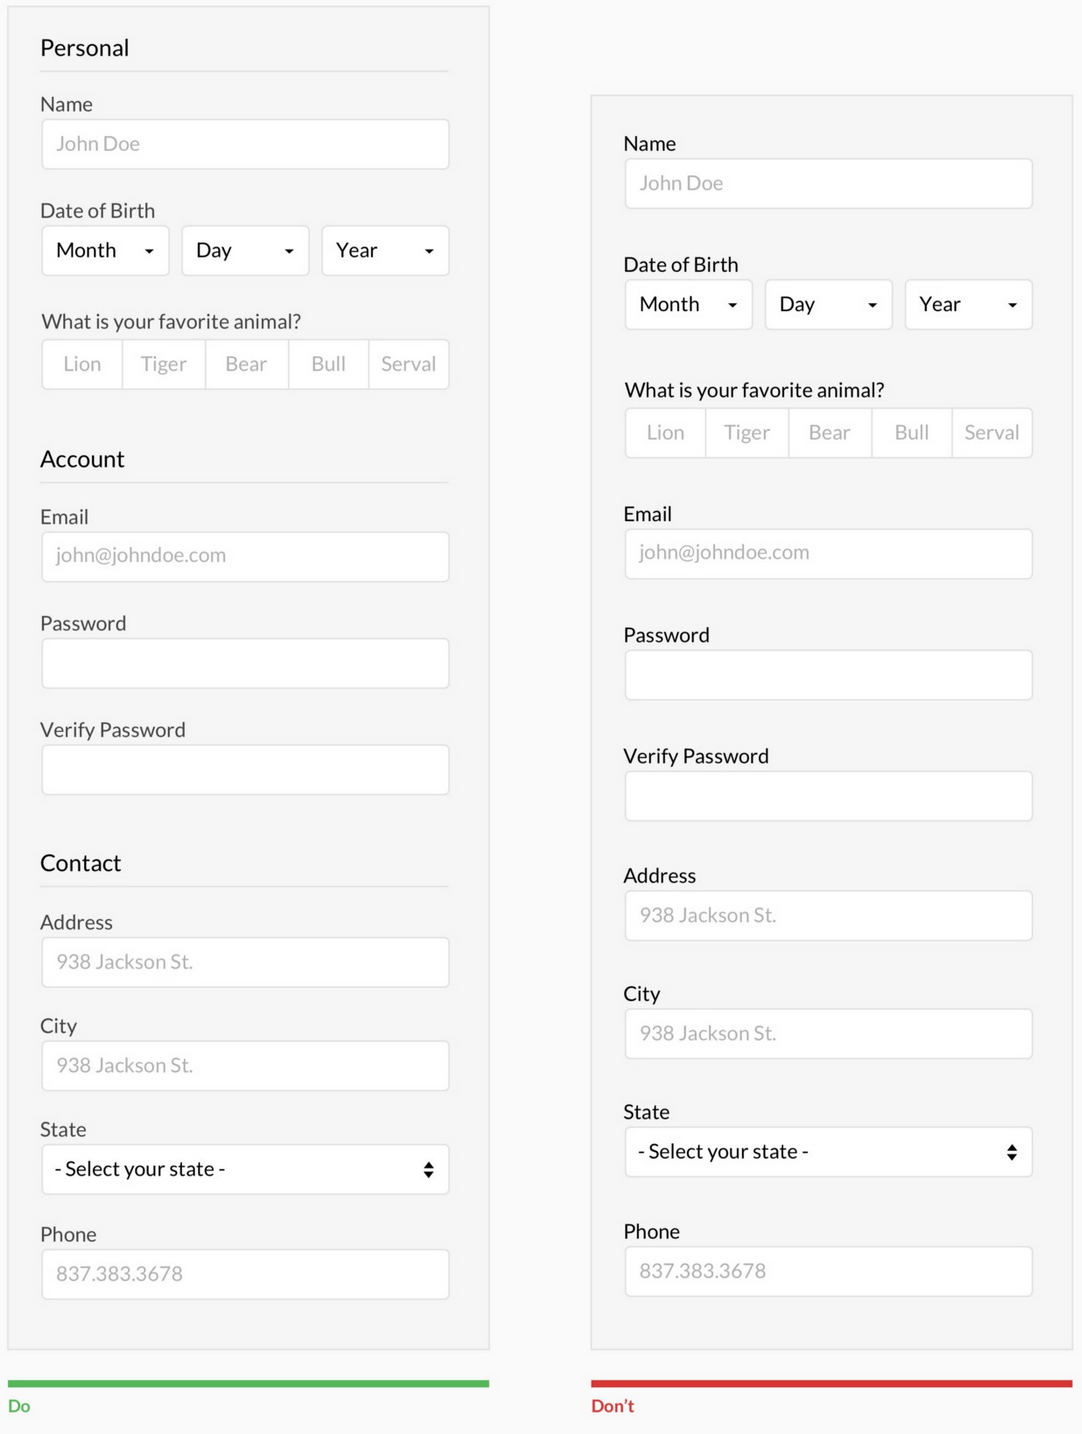 Personal
Name
John Doe
Date of Birth
Month Day Year
What is your favorite animal?
Lion Tiger Bear Bull Serval
Account
Email
john@johndoe.com
Password
Verify Password
Contact
Address
938 Jackson St.
City
938 Jackson St.
State
- Select your state -
Phone
837.383.3678
Do
Name
John Doe
Date of Birth
Month Day Year
What is your favorite animal?
Lion Tiger Bear Bull Serval
Email
john@johndoe.com
Password
Verify Password
Address
938 Jackson St.
City
938 Jackson St.
State
- Select your state -
Phone
837.383.3678
Don't